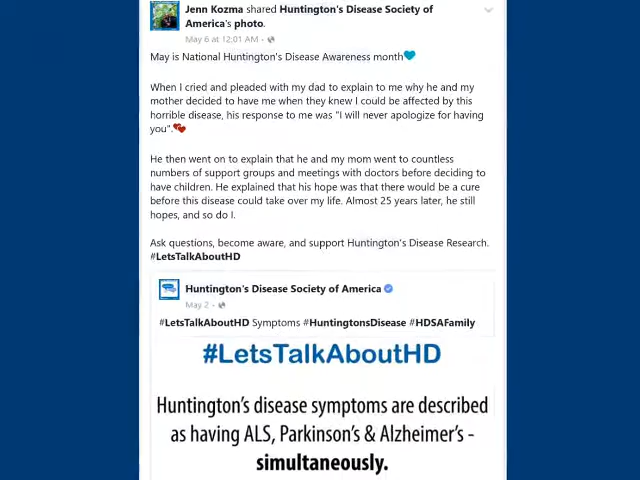 Jenn Kozma shared Huntington's Disease Society of
America's photo.
May 6 at 12:01 AM ·
May is National Huntington's Disease Awareness month
When I cried and pleaded with my dad to explain to me why he and my
mother decided to have me when they knew I could be affected by this
horrible disease, his response to me was "I will never apologize for having
you".
He then went on to explain that he and my mom went to countless
numbers of support groups and meetings with doctors before deciding to
have children. He explained that his hope was that there would be a cure
before this disease could take over my life. Almost 25 years later, he still
hopes, and so do I.
Ask questions, become aware, and support Huntington's Disease Research.
#LetsTalkAboutHD
Huntington's Disease Society of America
May 2 ·
#LetsTalkAboutHD Symptoms #HuntingtonsDisease #HDSAFamily
#LetsTalkAboutHD
Huntington's disease symptoms are described
as having ALS, Parkinson's & Alzheimer's -
simultaneously.